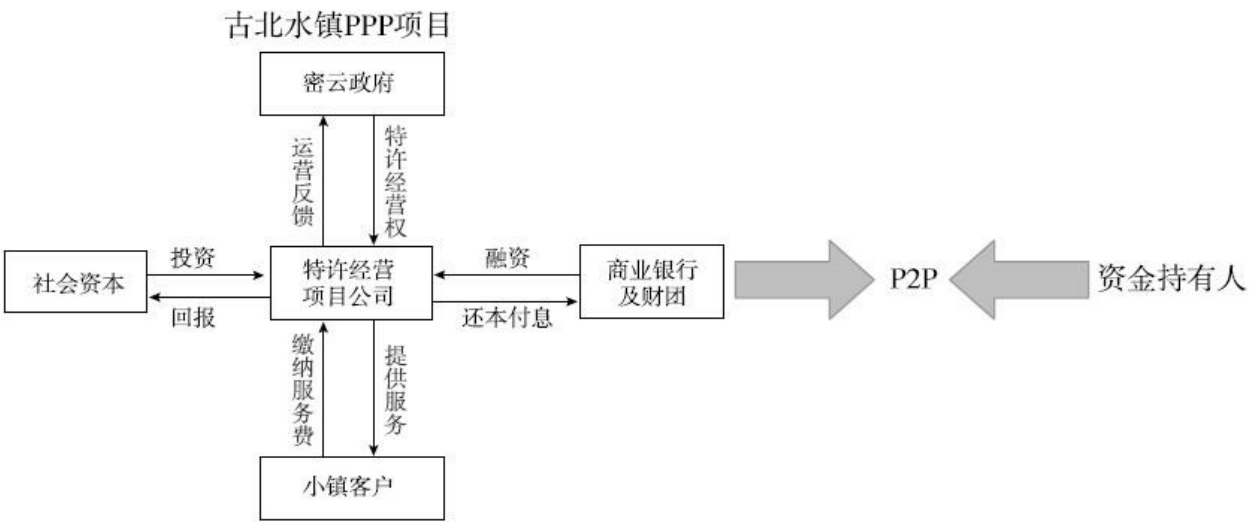 古北水镇PPP项目
密云政府
运营反馈
特许经营权
投资
社会资本
回报
特许经营
项目公司
融资
还本付息
商业银行
及财团
P2P
资金持有人
缴纳服务费
提供服务
小镇客户